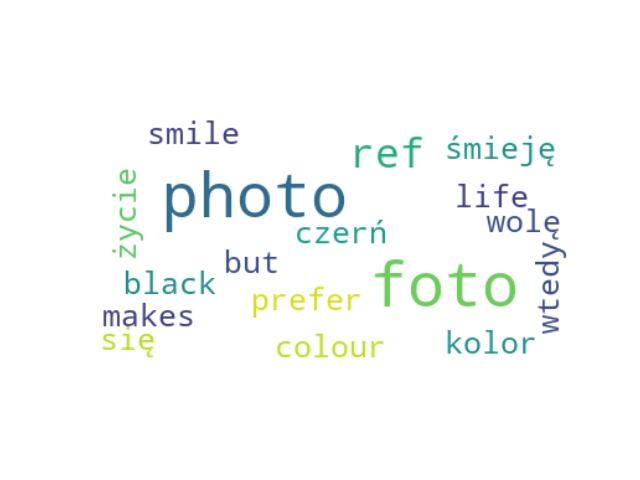 smile
ref
śmieję
życie
photo
life
wolę
czerń
but
wtedy
black
prefer
foto
makes
się
colour
kolor